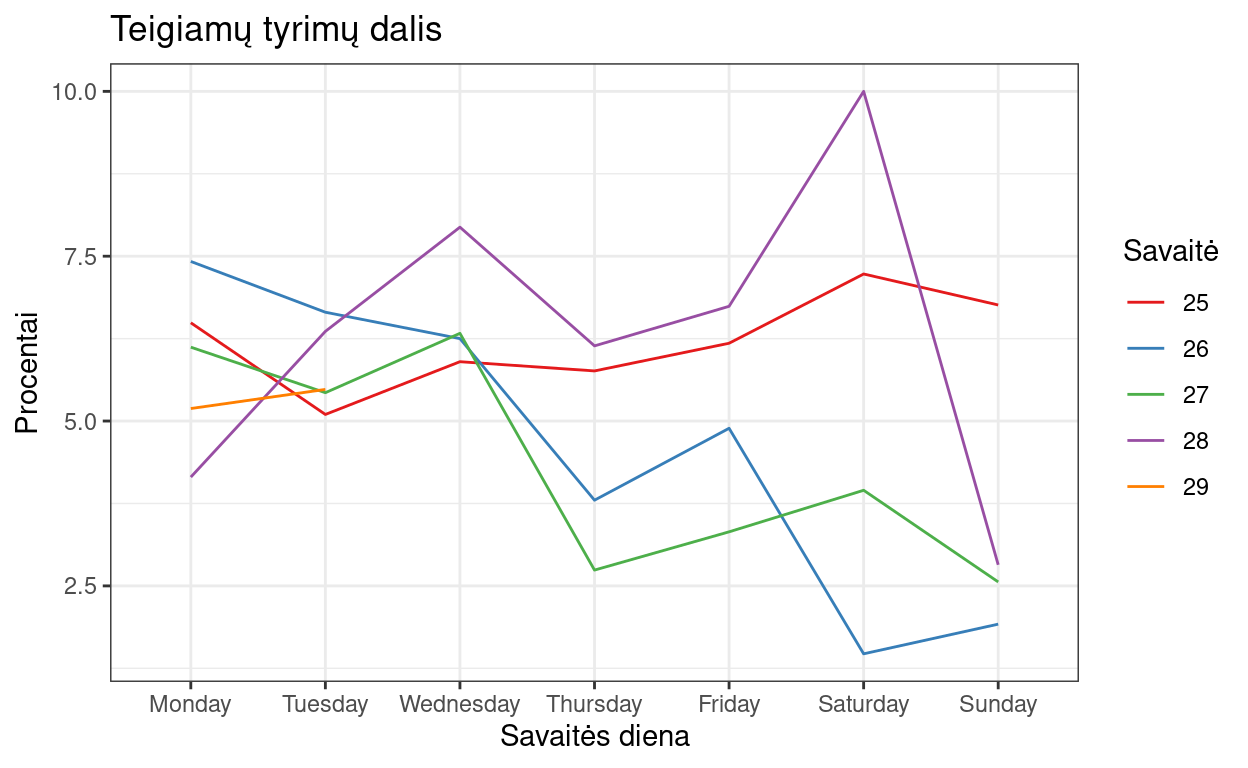 Teigiamų tyrimų dalis
Procentai
10.0
7.5
5.0
2.5
Monday
Tuesday
Wednesday
Thursday
Friday
Saturday
Sunday
Savaitės diena
Savaitė
25
26
27
28
29